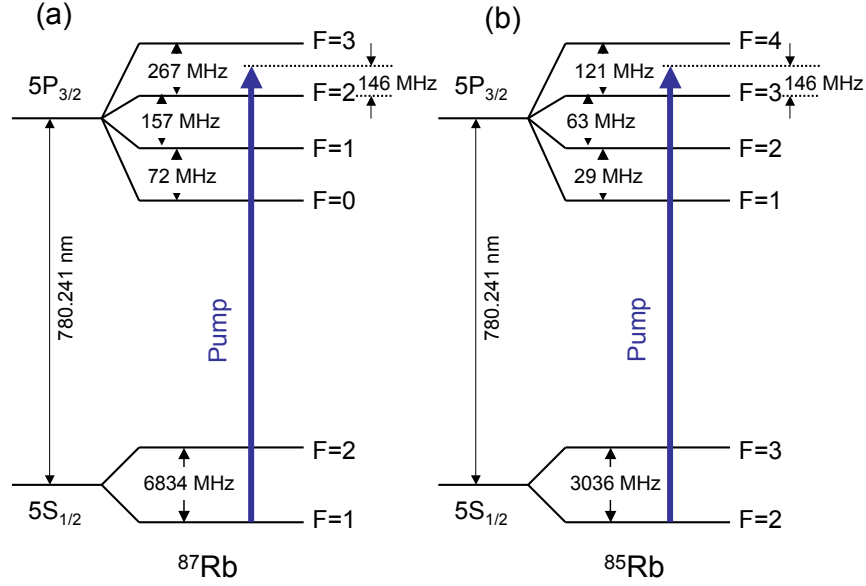 (a)
F=3
267 MHz
146 MHz
5P3/2
F=2
157 MHz
F=1
72 MHz
F=0
780.241 nm
Pump
F=2
6834 MHz
5S1/2
F=1
87Rb
(b)
F=4
121 MHz
146 MHz
5P3/2
F=3
63 MHz
F=2
29 MHz
F=1
780.241 nm
Pump
F=3
3036 MHz
5S1/2
F=2
85Rb